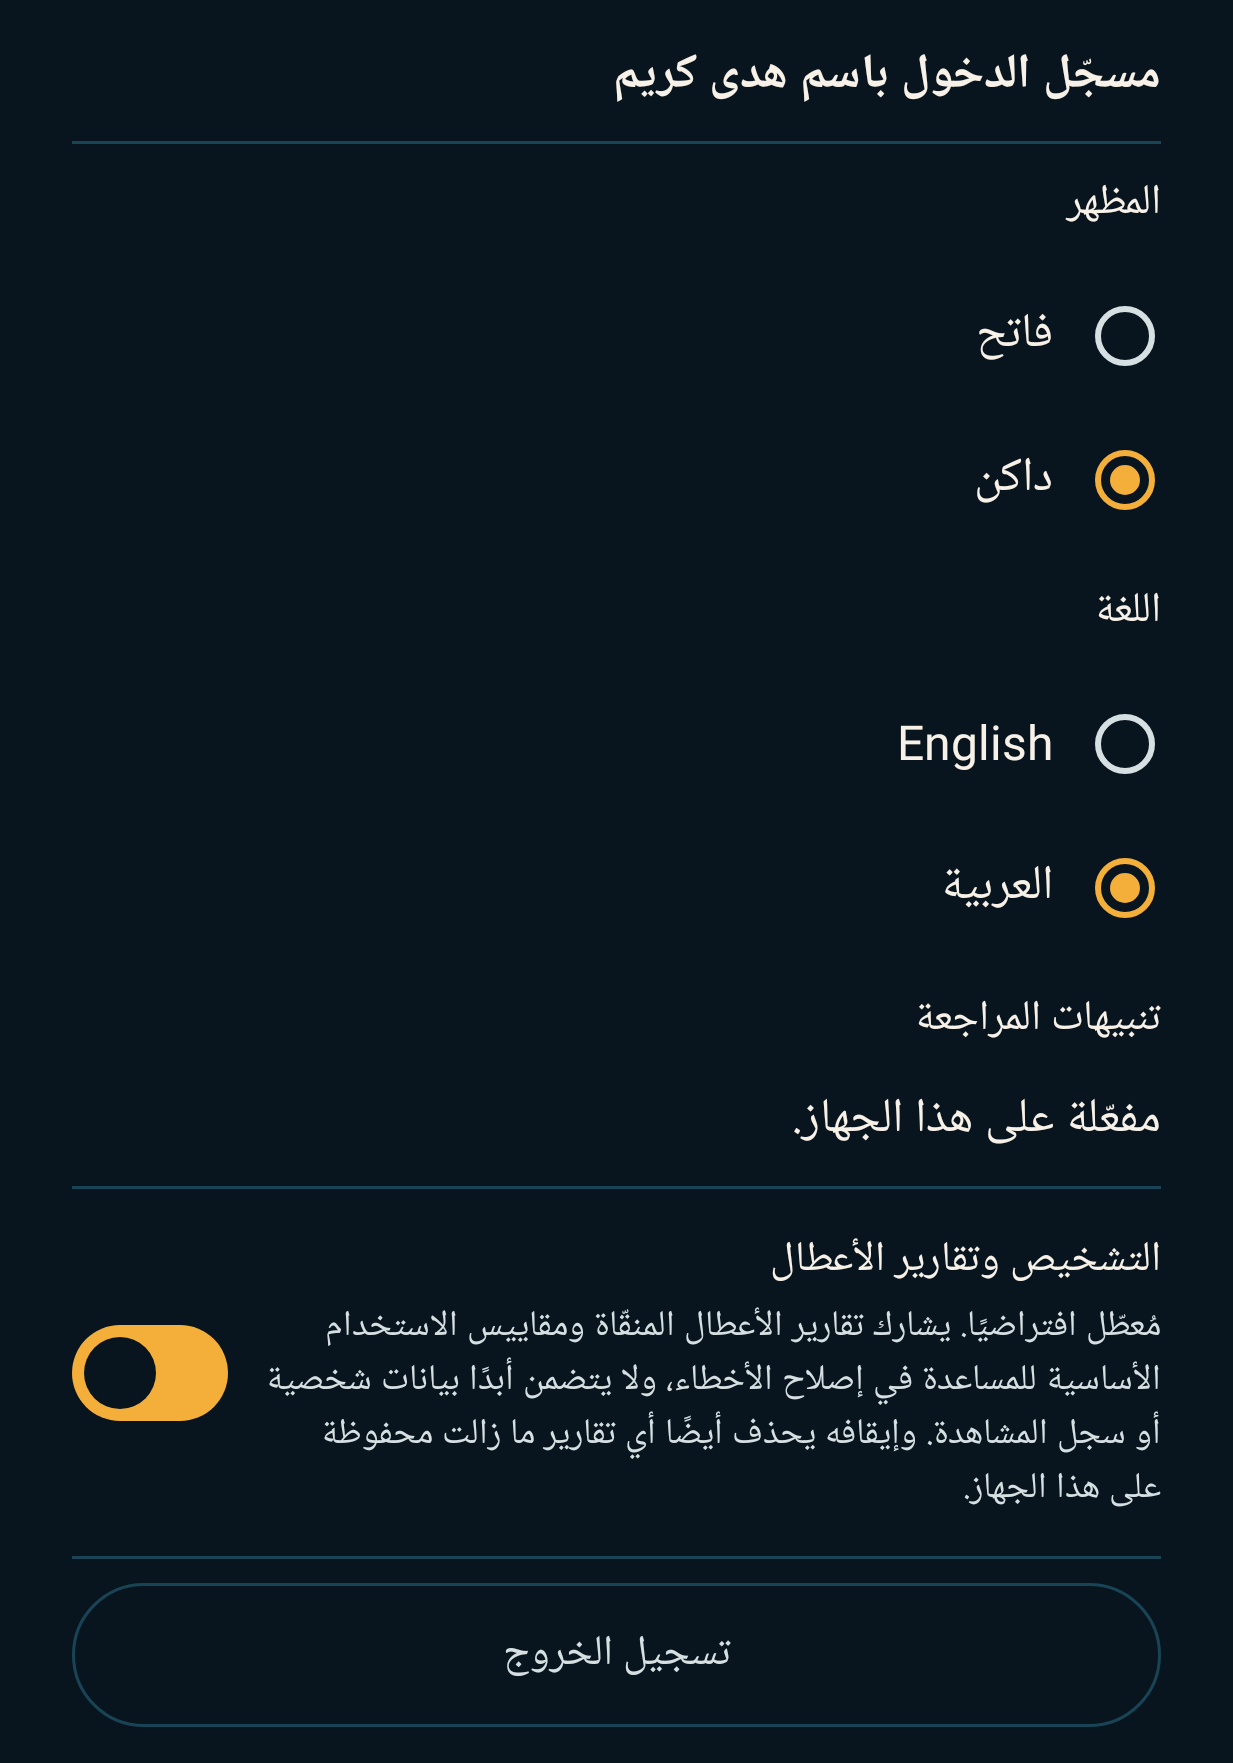 مسجّل الدخول باسم هدى كريم
المظهر
فاتح
داكن
اللغة
English
العربية
تنبيهات المراجعة
مفعّلة على هذا الجهاز.
التشخيص وتقارير الأعطال
مُعطّل افتراضيًا. يشارك تقارير الأعطال المنقّاة ومقاييس الاستخدام
الأساسية للمساعدة في إصلاح الأخطاء، ولا يتضمن أبدًا بيانات شخصية
أو سجل المشاهدة. وإيقافه يحذف أيضًا أي تقارير ما زالت محفوظة
على هذا الجهاز.
تسجيل الخروج